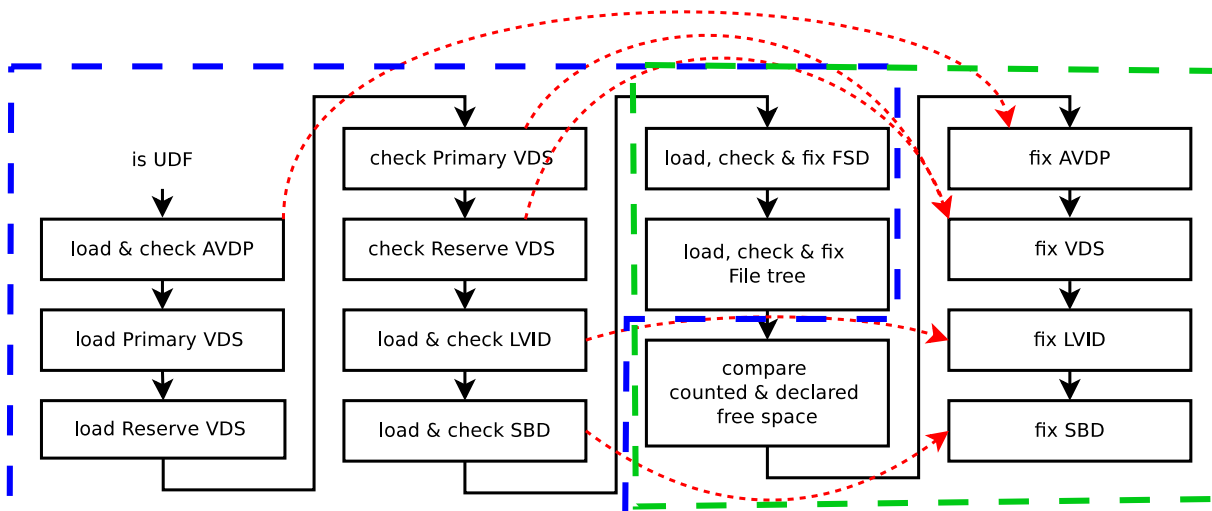 is UDF
load & check AVDP
load Primary VDS
load Reserve VDS
check Primary VDS
check Reserve VDS
load & check LVID
load & check SBD
load, check & fix FSD
load, check & fix
File tree
compare
counted & declared
free space
fix AVDP
fix VDS
fix LVID
fix SBD